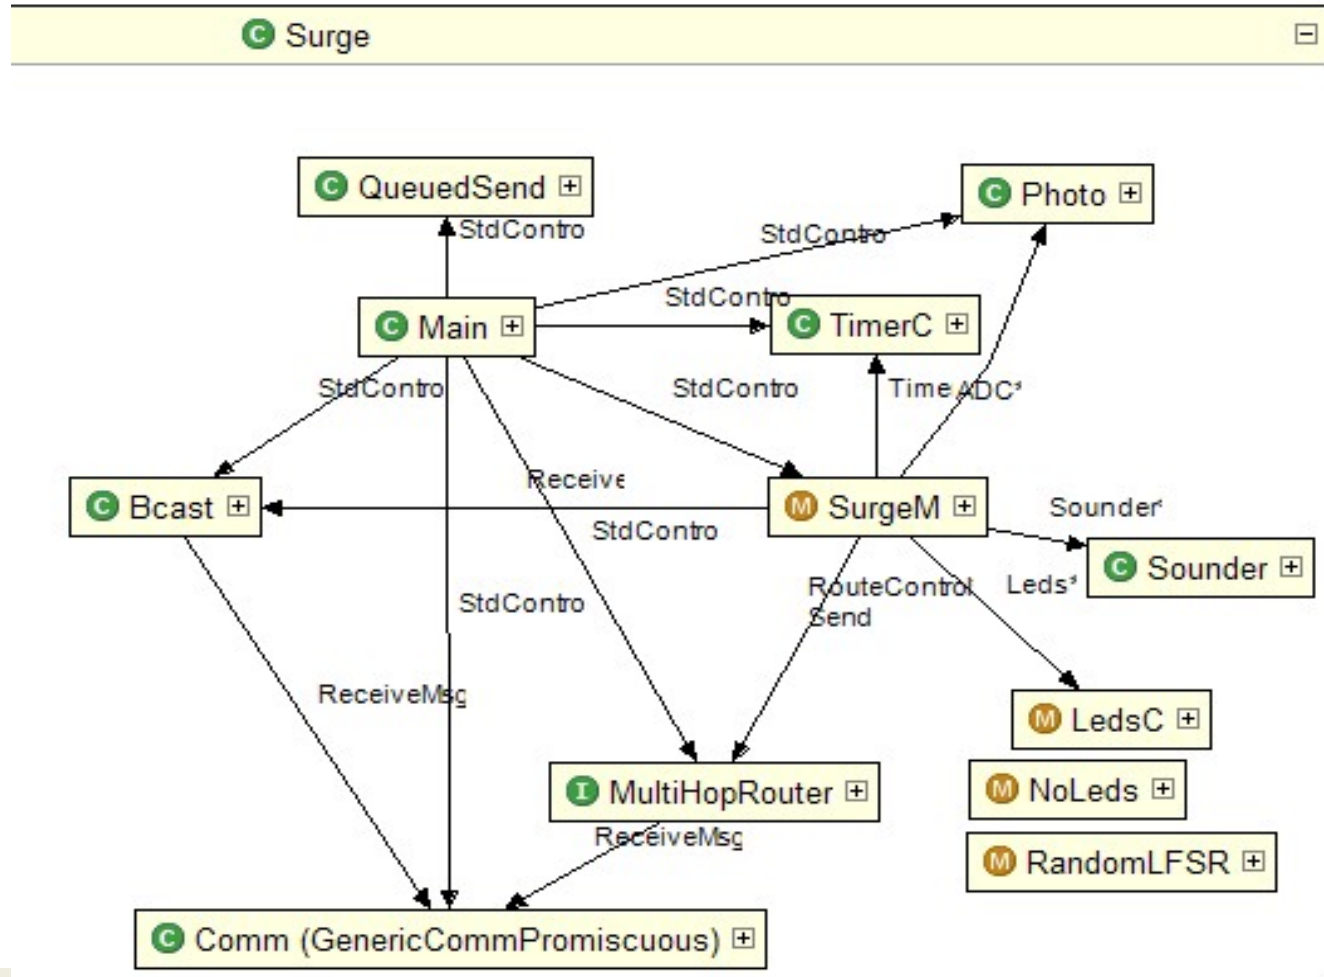 C Surge
C QueuedSend
C Photo
StdContro
StdContro
StdContro
C Main
C TimerC
StdContro
StdContro
Time
ADC*
Receive
C Bcast
M SurgeM
Sounder*
StdContro
C Sounder
RouteControl
Leds*
StdContro
Send
ReceiveMsg
M LedsC
I MultiHopRouter
M NoLeds
ReceiveMsg
M RandomLFSR
C Comm (GenericCommPromiscuous)